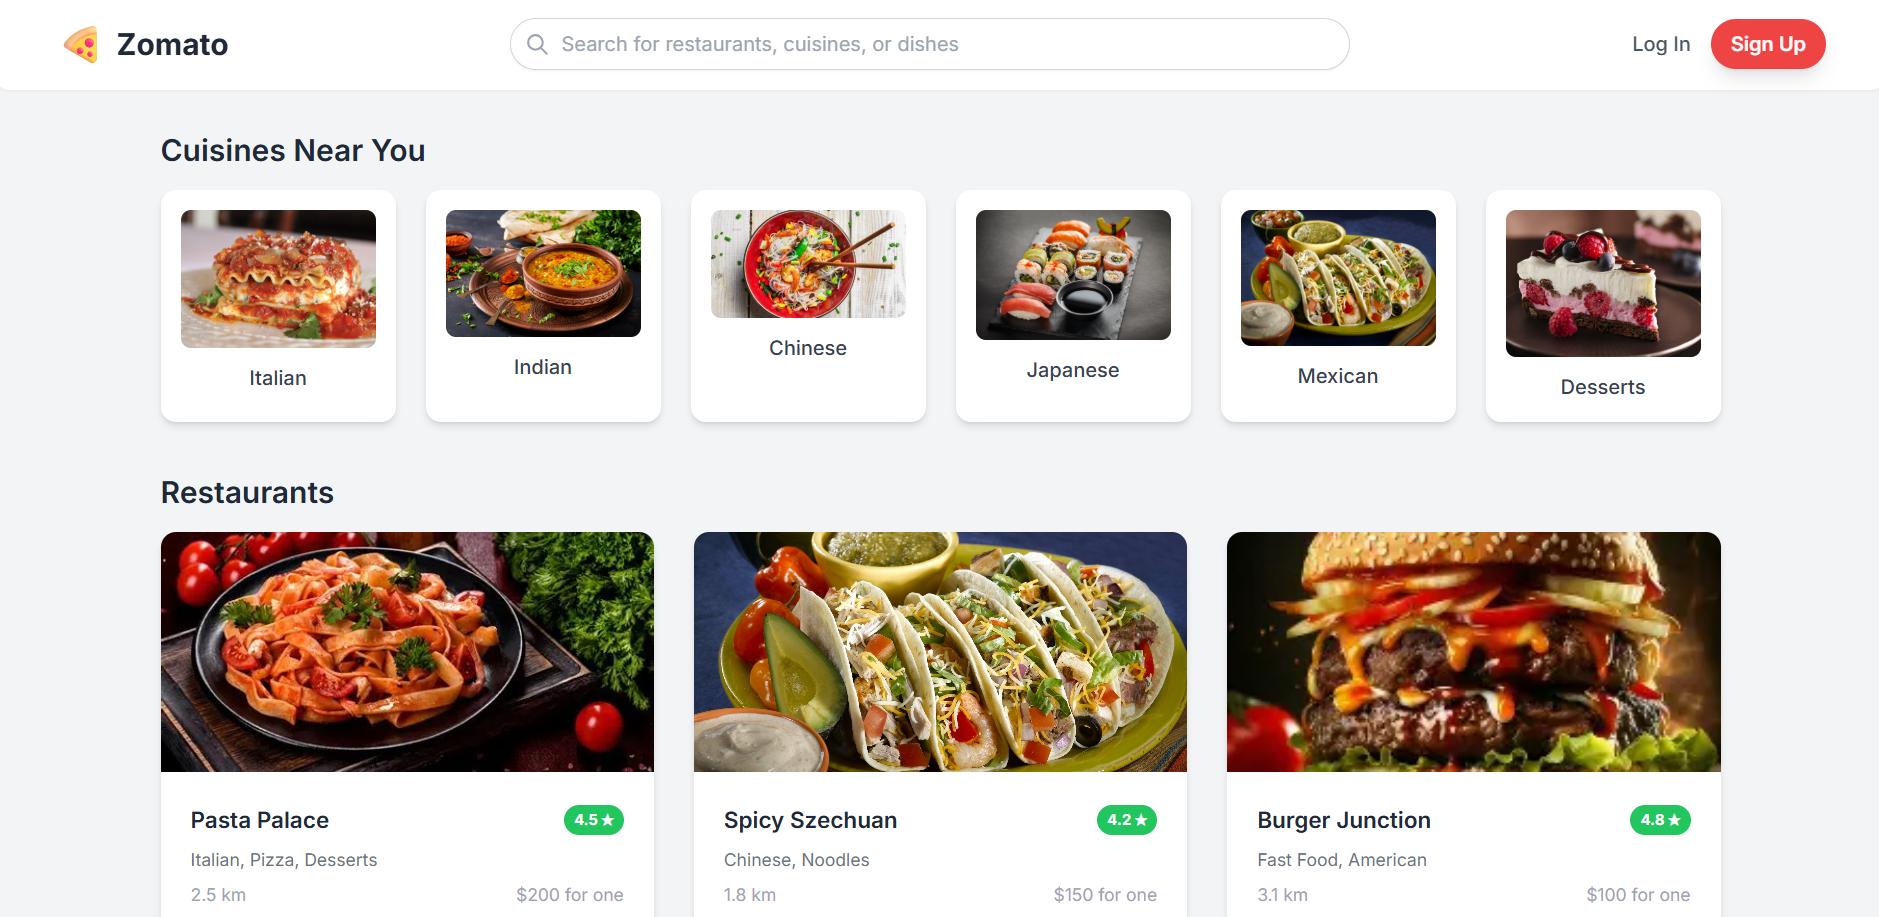 Zomato
Search for restaurants, cuisines, or dishes
Log In
Sign Up
Cuisines Near You
Italian
Indian
Chinese
Japanese
Mexican
Desserts
Restaurants
Pasta Palace
4.5 ★
Italian, Pizza, Desserts
2.5 km
$200 for one
Spicy Szechuan
4.2 ★
Chinese, Noodles
1.8 km
$150 for one
Burger Junction
4.8 ★
Fast Food, American
3.1 km
$100 for one